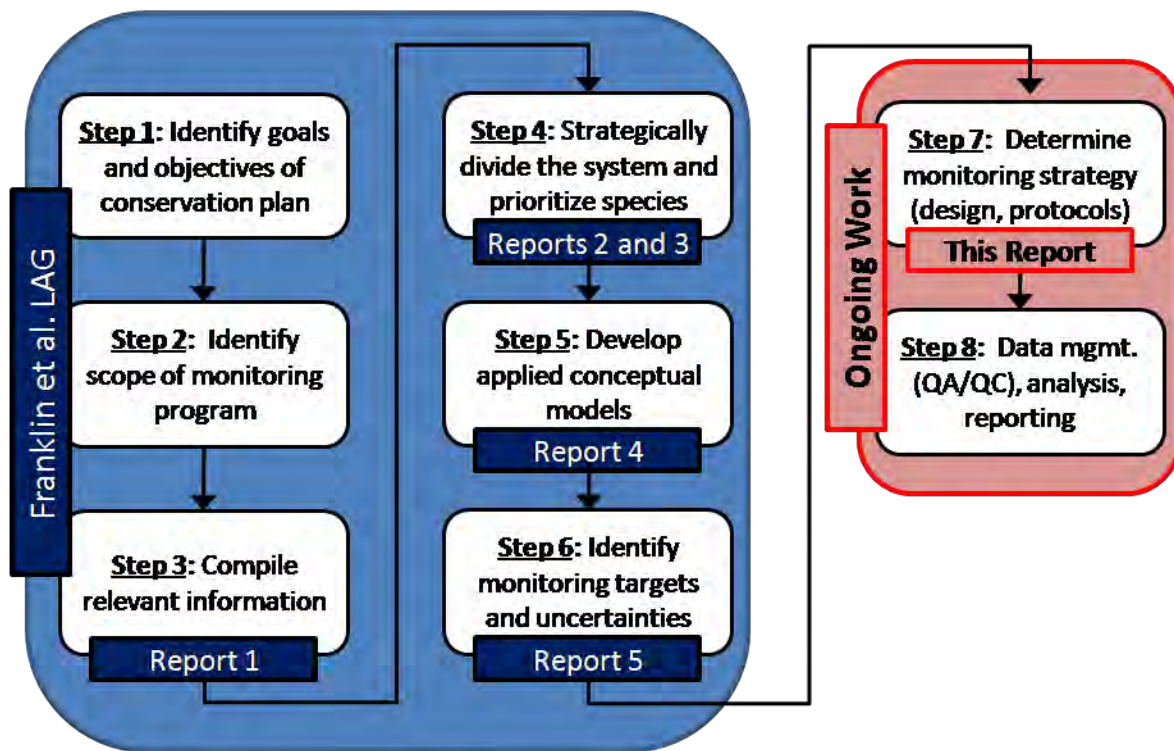 Franklin et al. LAG
Step 1: Identify goals
and objectives of
conservation plan
Step 2: Identify
scope of monitoring
program
Step 3: Compile
relevant information
Report 1
Step 4: Strategically
divide the system and
prioritize species
Reports 2 and 3
Step 5: Develop
applied conceptual
models
Report 4
Step 6: Identify
monitoring targets
and uncertainties
Report 5
Ongoing Work
Step 7: Determine
monitoring strategy
(design, protocols)
This Report
Step 8: Data mgmt.
(QA/QC), analysis,
reporting